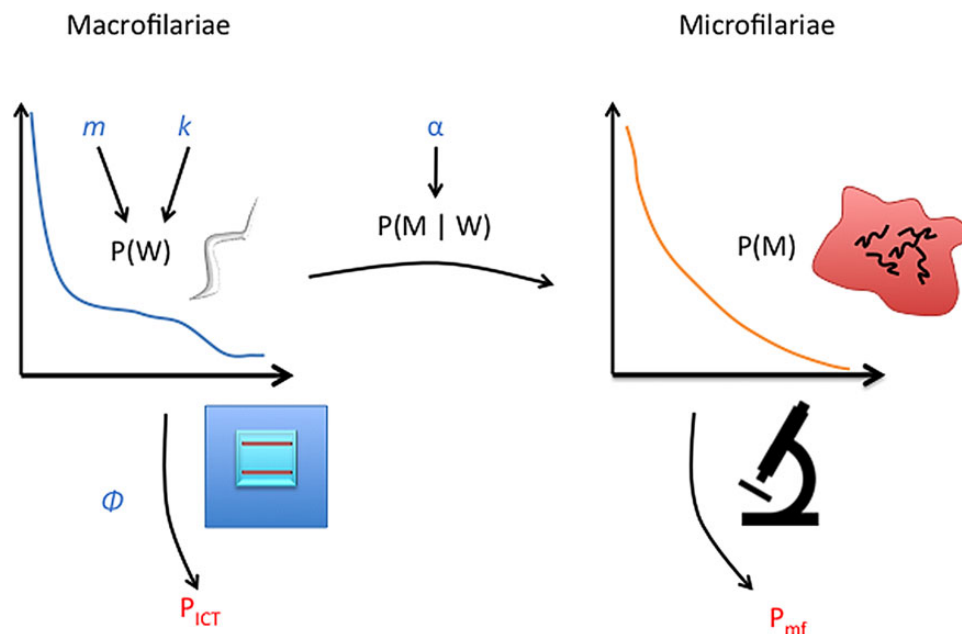 Macrofilariae
Microfilariae
m k
α
P(W)
P(M | W)
P(M)
Φ
P_ICT
P_mf